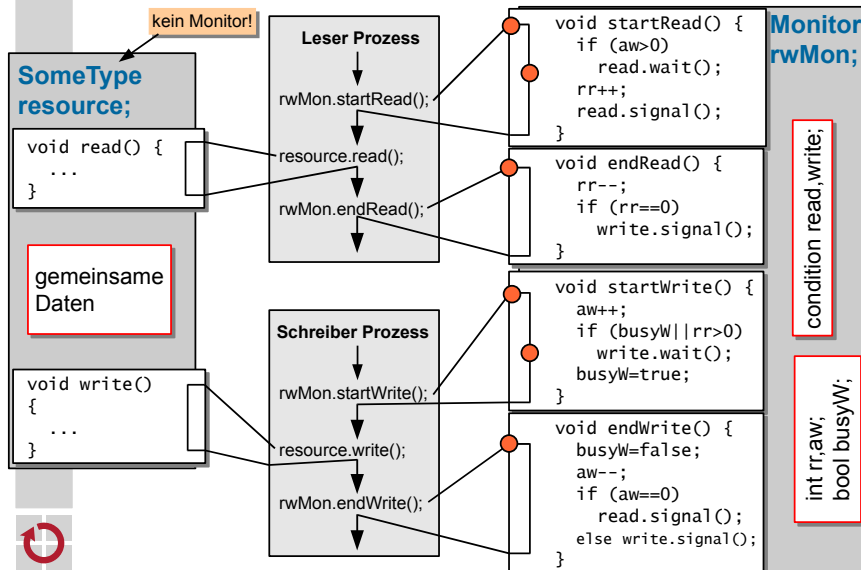 kein Monitor!
SomeType
resource;
void read() {
...
}
gemeinsame
Daten
void write()
{
...
}
Leser Prozess
rwMon.startRead();
resource.read();
rwMon.endRead();
Schreiber Prozess
rwMon.startWrite();
resource.write();
rwMon.endWrite();
void startRead() {
if (aw>0)
read.wait();
rr++;
read.signal();
}
void endRead() {
rr--;
if (rr==0)
write.signal();
}
void startWrite() {
aw++;
if (busyW||rr>0)
write.wait();
busyW=true;
}
void endWrite() {
busyW=false;
aw--;
if (aw==0)
read.signal();
else write.signal();
}
Monitor
rwMon;
condition read,write;
int rr,aw;
bool busyW;